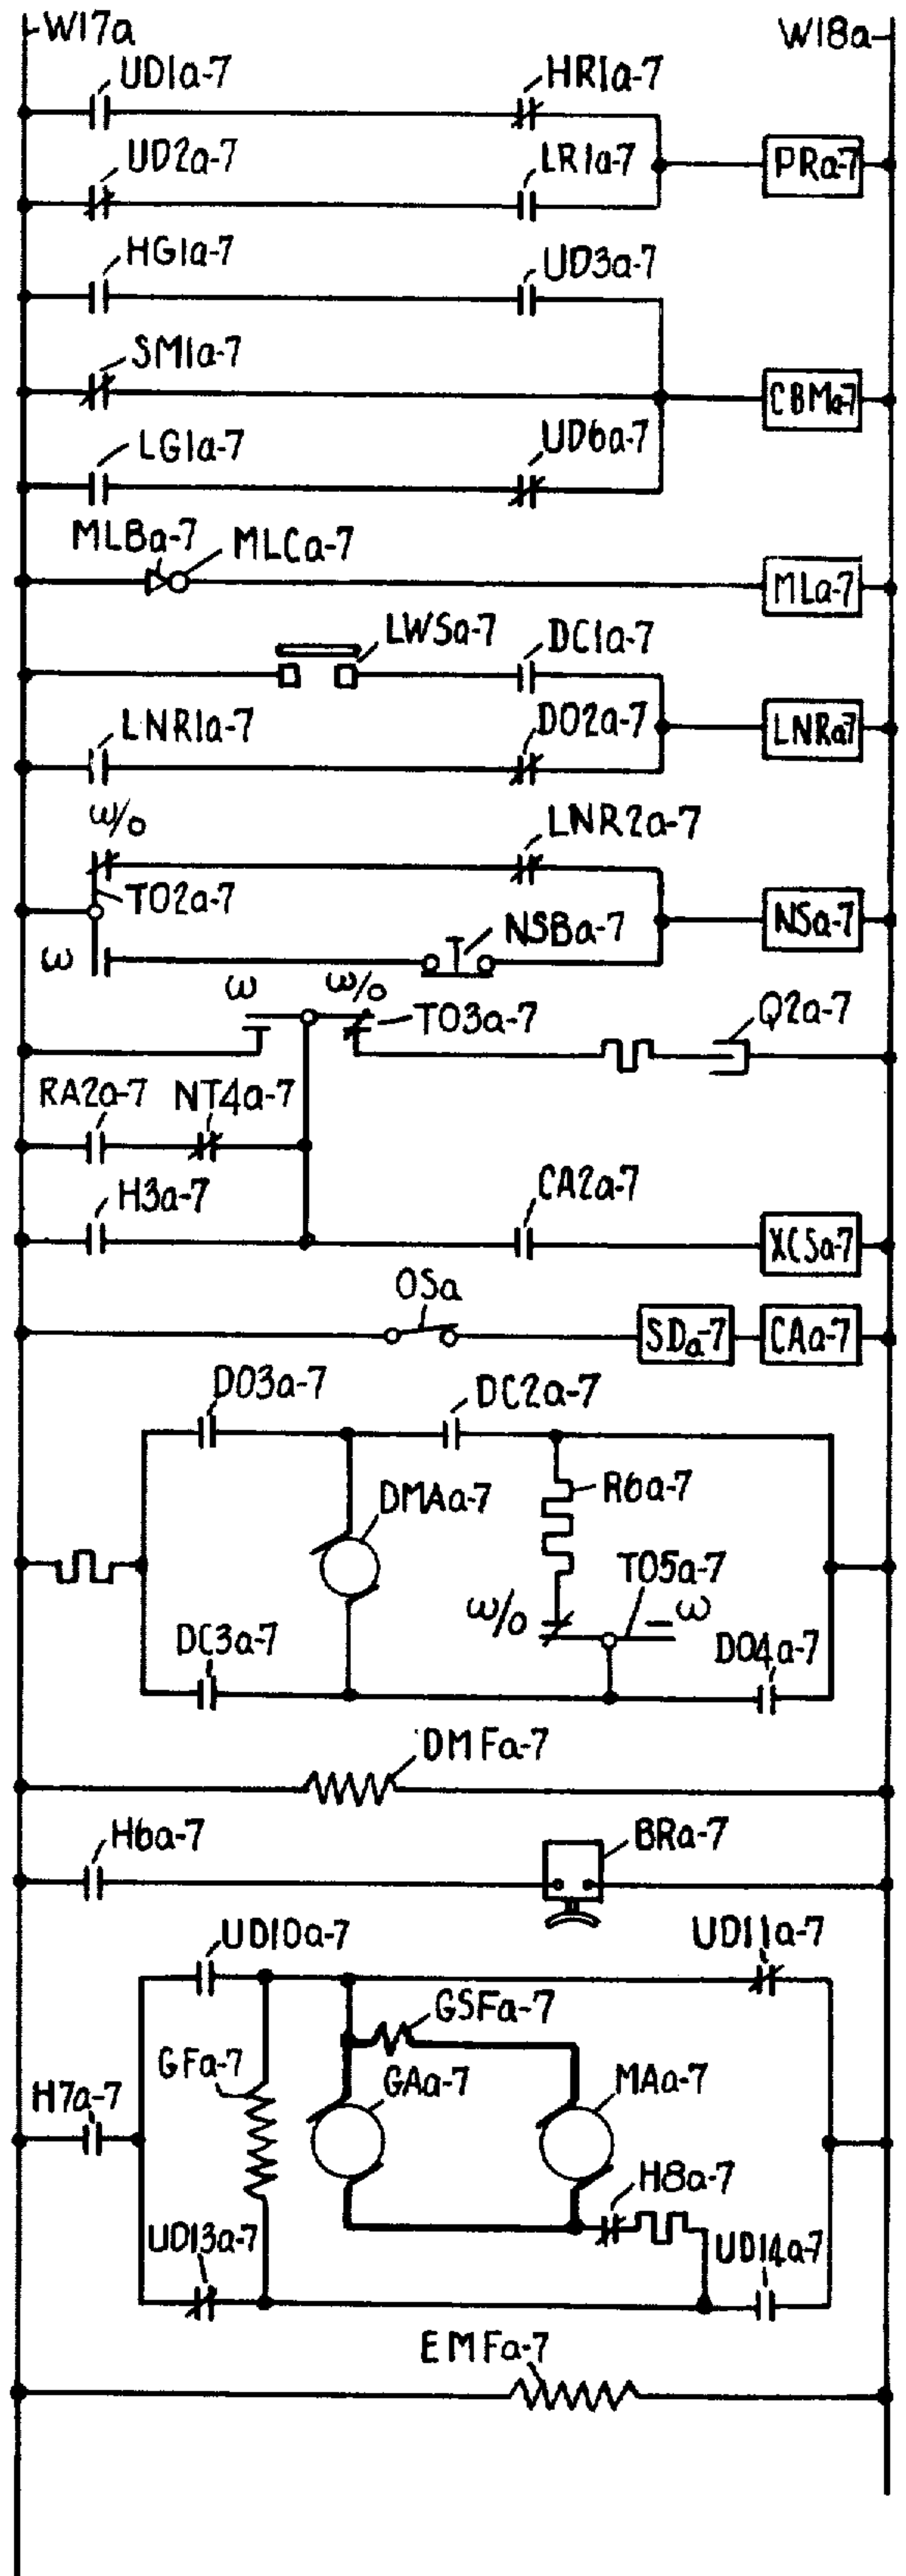 W17a W18a
UD1a-7 HR1a-7
UD2a-7 LR1a-7 PRa-7
HG1a-7 UD3a-7
SM1a-7 CBMa-7
LG1a-7 UD6a-7
MLBa-7 MLCa-7 MLa-7
LWSa-7 DC1a-7
LNR1a-7 DO2a-7 LNRa7
ω/o LNR2a-7
TO2a-7 NSBa-7 NSa-7
ω ω ω/o
TO3a-7 Q2a-7
RA2a-7 NT4a-7
H3a-7 CA2a-7 XCSa-7
OSa SDa-7 CAa-7
DO3a-7 DC2a-7
DMAa-7 R6a-7
ω/o TO5a-7 ω
DC3a-7 DO4a-7
DMFa-7
H6a-7 BRa-7
UD10a-7 UD11a-7
GSFa-7
GFa-7 GAa-7 MAa-7
H7a-7 H8a-7
UD13a-7 UD14a-7
EMFa-7